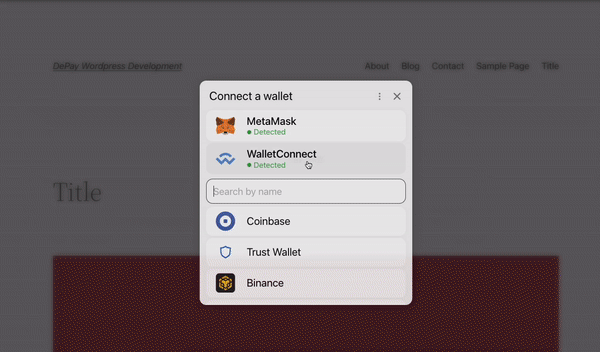 DePay Wordpress Development
About Blog Contact Sample Page Title
Connect a wallet
MetaMask
Detected
WalletConnect
Detected
Search by name
Coinbase
Trust Wallet
Binance
Title